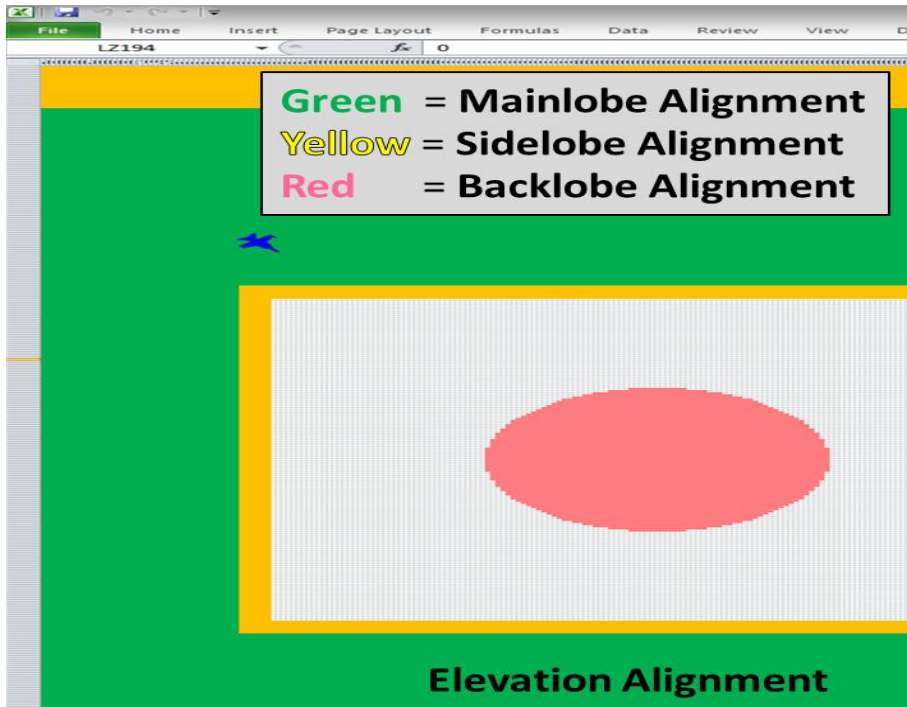 File Home Insert Page Layout Formulas Data Review View D
LZ194 fx 0
Green = Mainlobe Alignment
Yellow = Sidelobe Alignment
Red = Backlobe Alignment
Elevation Alignment